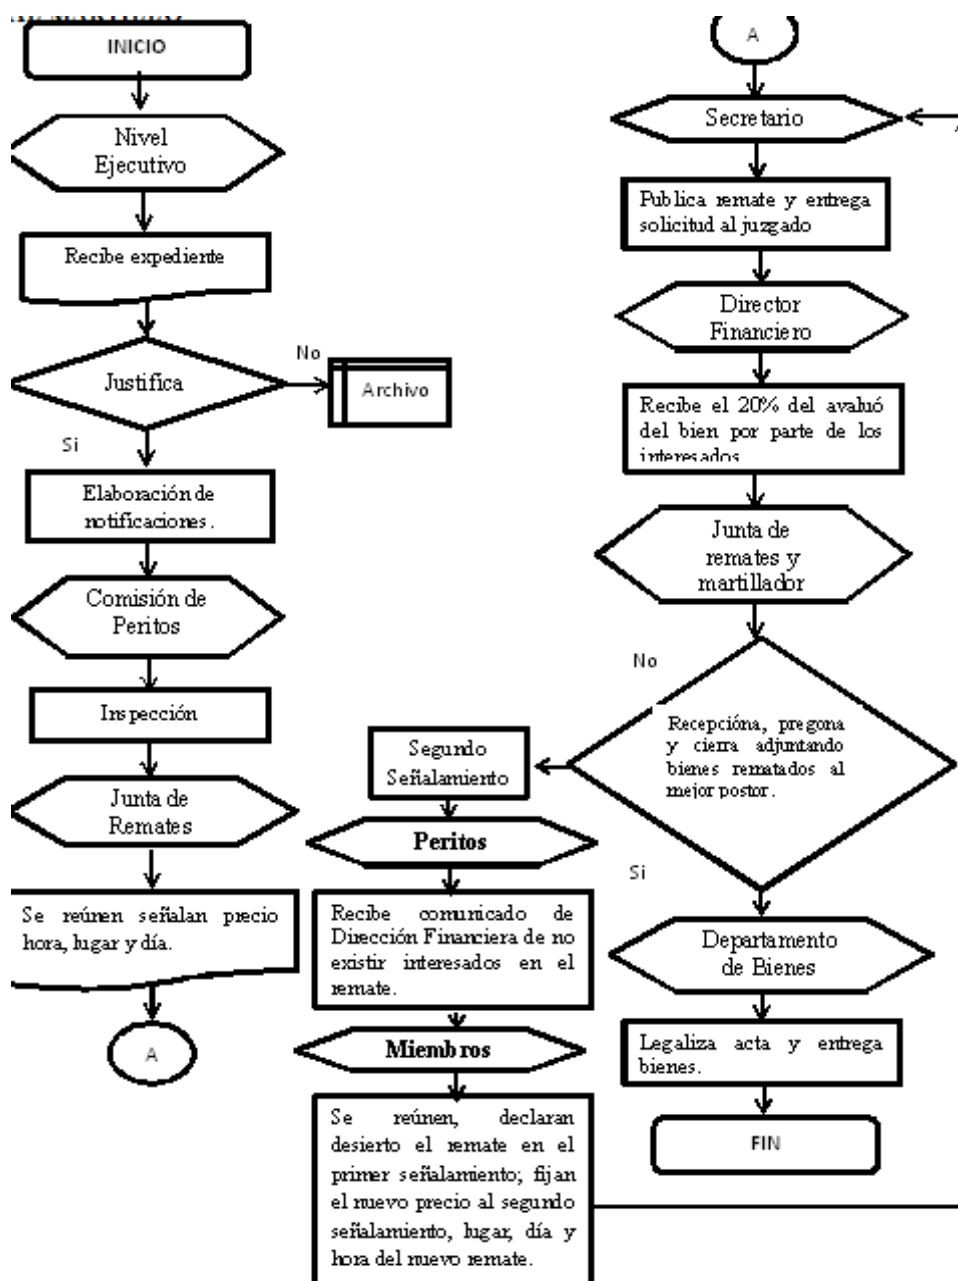 INICIO
Nivel
Ejecutivo
Recibe expediente
Justifica
No
Archivo
Si
Elaboración de
notificaciones.
Comisión de
Peritos
Inspección
Junta de
Remates
Se reúnen señalan precio
hora, lugar y día.
A
A
Secretario
Publica remate y entrega
solicitud al juzgado
Director
Financiero
Recibe el 20% del avaluó
del bien por parte de los
interesados
Junta de
remates y
martillador
No
Recepcióna, pregona
y cierra adjuntando
bienes rematados al
mejor postor.
Si
Segundo
Señalamiento
Peritos
Recibe comunicado de
Dirección Financiera de no
existir interesados en el
remate.
Miembros
Se reúnen, declaran
desierto el remate en el
primer señalamiento; fijan
el nuevo precio al segundo
señalamiento, lugar, día y
hora del nuevo remate.
Departamento
de Bienes
Legaliza acta y entrega
bienes.
FIN